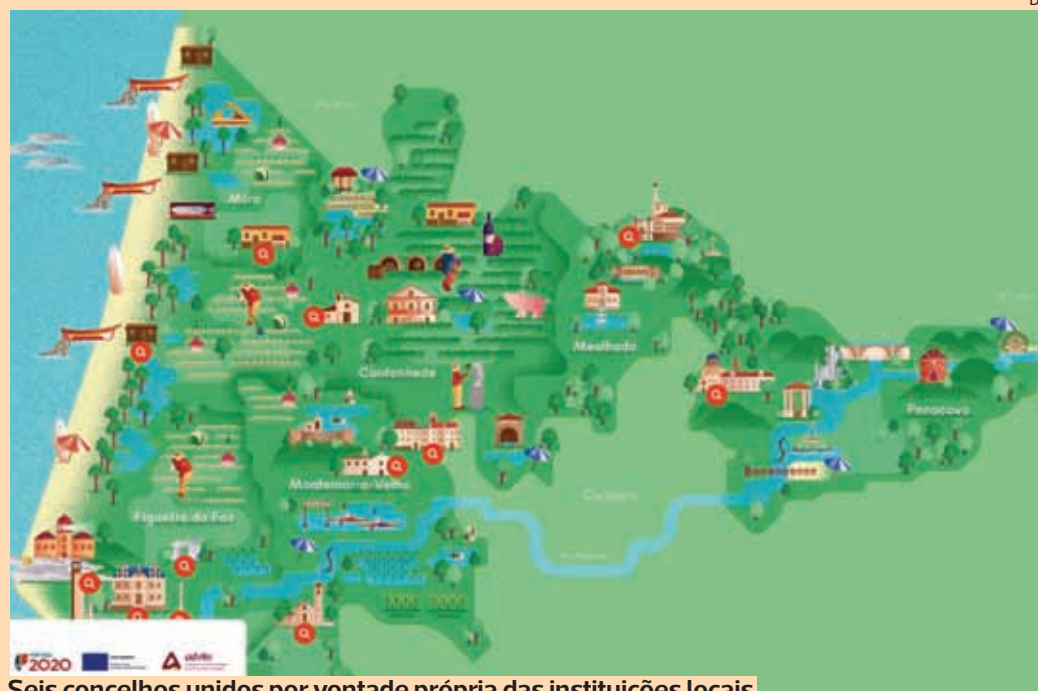 D
Mira
Cantanhede
Mealhada
Penacova
Montemor-o-Velho
Coimbra
Figueira da Foz
2020
Seis concelhos unidos por vontade própria das instituições locais